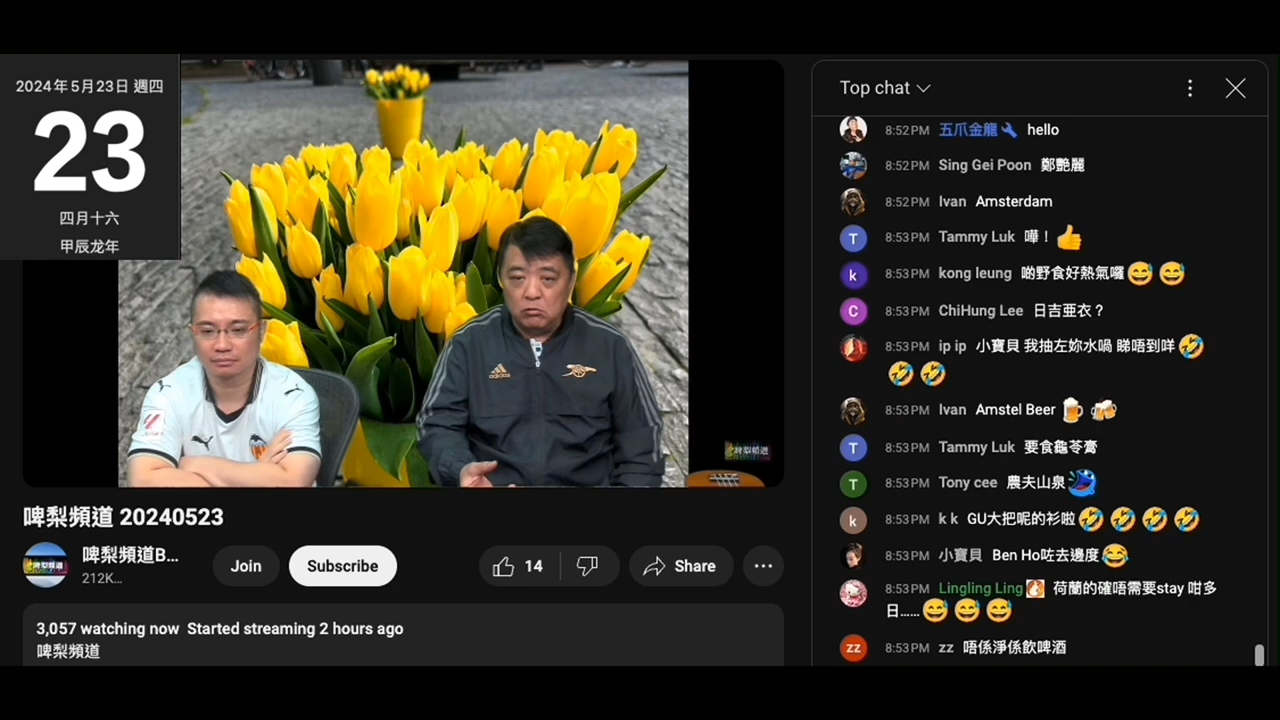 2024年5月23日 週四
23
四月十六
甲辰龙年
adidas
啤梨頻道
啤梨頻道 20240523
啤梨頻道B...
212K...
Join
Subscribe
14
Share
3,057 watching now Started streaming 2 hours ago
啤梨頻道
Top chat
8:52PM 五爪金龍 hello
8:52PM Sing Gei Poon 鄭艷麗
8:52PM Ivan Amsterdam
T 8:53PM Tammy Luk 嘩！
k 8:53PM kong leung 啲野食好熱氣囉
C 8:53PM ChiHung Lee 日吉亜衣？
8:53PM ip ip 小寶貝 我抽左妳水喎 睇唔到咩
8:53PM Ivan Amstel Beer
T 8:53PM Tammy Luk 要食龜苓膏
T 8:53PM Tony cee 農夫山泉
k 8:53PM k k GU大把呢的衫啦
8:53PM 小寶貝 Ben Ho咗去邊度
8:53PM Lingling Ling 荷蘭的確唔需要stay 咁多
日......
zz 8:53PM zz 唔係淨係飲啤酒